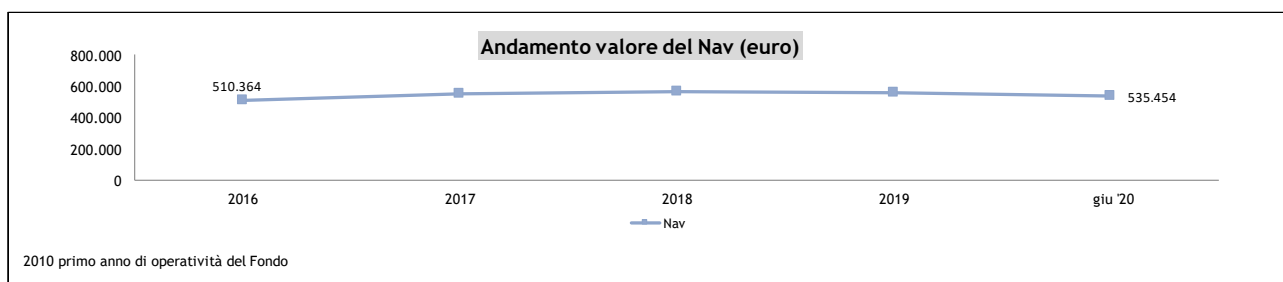 Andamento valore del Nav (euro)
800.000
600.000
400.000
200.000
0
510.364
535.454
2016 2017 2018 2019 giu '20
Nav
2010 primo anno di operatività del Fondo